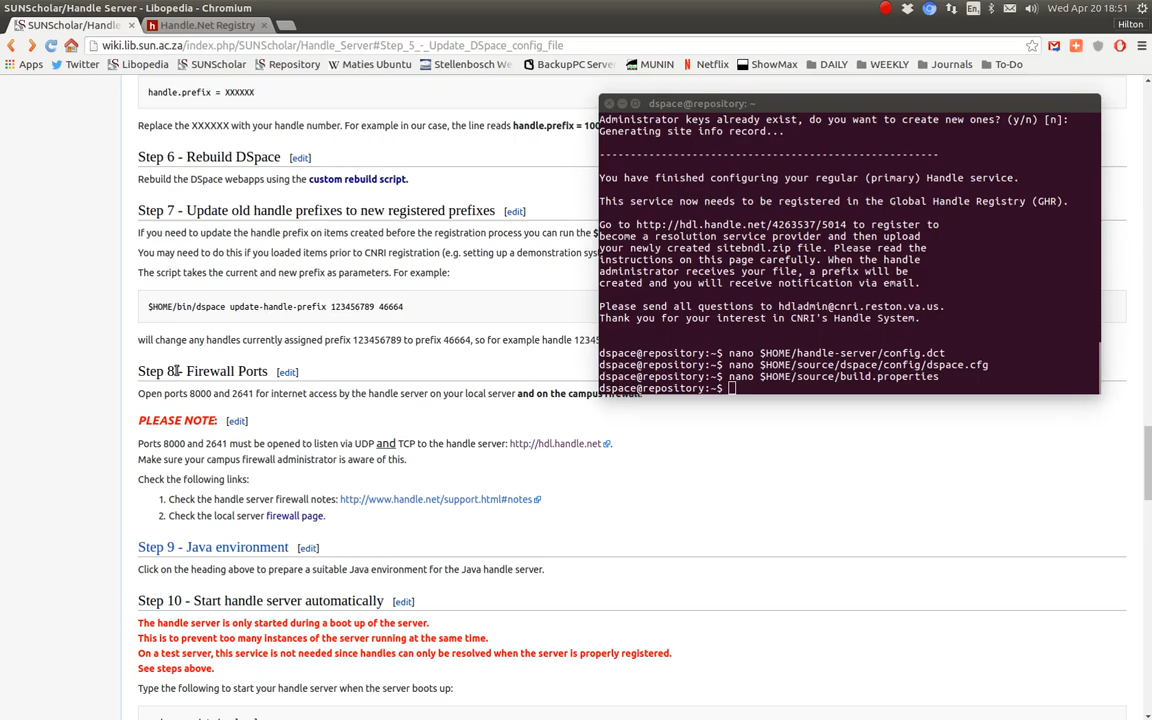 SUNScholar/Handle Server - Libopedia - Chromium
En
Wed Apr 20 18:51
SUNScholar/Handle
Handle.Net Registry
Hilton
wiki.lib.sun.ac.za/index.php/SUNScholar/Handle_Server#Step_5_-_Update_DSpace_config_file
Apps Twitter Libopedia SUNScholar Repository Maties Ubuntu Stellenbosch We BackupPC Serve MUNIN Netflix ShowMax DAILY WEEKLY Journals To-Do
handle.prefix = XXXXXX
Replace the XXXXXX with your handle number. For example in our case, the line reads handle.prefix = 100
Step 6 - Rebuild DSpace [edit]
Rebuild the DSpace webapps using the custom rebuild script.
Step 7 - Update old handle prefixes to new registered prefixes [edit]
If you need to update the handle prefix on items created before the registration process you can run the $
You may need to do this if you loaded items prior to CNRI registration (e.g. setting up a demonstration sys
The script takes the current and new prefix as parameters. For example:
$HOME/bin/dspace update-handle-prefix 123456789 46664
will change any handles currently assigned prefix 123456789 to prefix 46664, so for example handle 12345
Step 8 - Firewall Ports [edit]
Open ports 8000 and 2641 for internet access by the handle server on your local server and on the campus firewall.
PLEASE NOTE: [edit]
Ports 8000 and 2641 must be opened to listen via UDP and TCP to the handle server: http://hdl.handle.net.
Make sure your campus firewall administrator is aware of this.
Check the following links:
1. Check the handle server firewall notes: http://www.handle.net/support.html#notes
2. Check the local server firewall page.
Step 9 - Java environment [edit]
Click on the heading above to prepare a suitable Java environment for the Java handle server.
Step 10 - Start handle server automatically [edit]
The handle server is only started during a boot up of the server.
This is to prevent too many instances of the server running at the same time.
On a test server, this service is not needed since handles can only be resolved when the server is properly registered.
See steps above.
Type the following to start your handle server when the server boots up:
dspace@repository: ~
Administrator keys already exist, do you want to create new ones? (y/n) [n]:
Generating site info record...
-------------------------------------------------------
You have finished configuring your regular (primary) Handle service.
This service now needs to be registered in the Global Handle Registry (GHR).
Go to http://hdl.handle.net/4263537/5014 to register to
become a resolution service provider and then upload
your newly created sitebndl.zip file. Please read the
instructions on this page carefully. When the handle
administrator receives your file, a prefix will be
created and you will receive notification via email.
Please send all questions to hdladmin@cnri.reston.va.us.
Thank you for your interest in CNRI's Handle System.
dspace@repository:~$ nano $HOME/handle-server/config.dct
dspace@repository:~$ nano $HOME/source/dspace/config/dspace.cfg
dspace@repository:~$ nano $HOME/source/build.properties
dspace@repository:~$